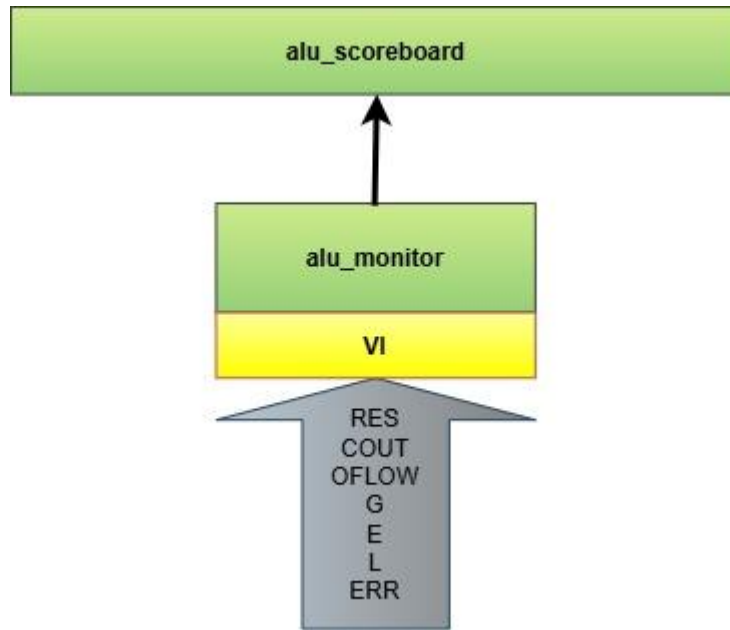 alu_scoreboard
alu_monitor
VI
RES
COUT
OFLOW
G
E
L
ERR